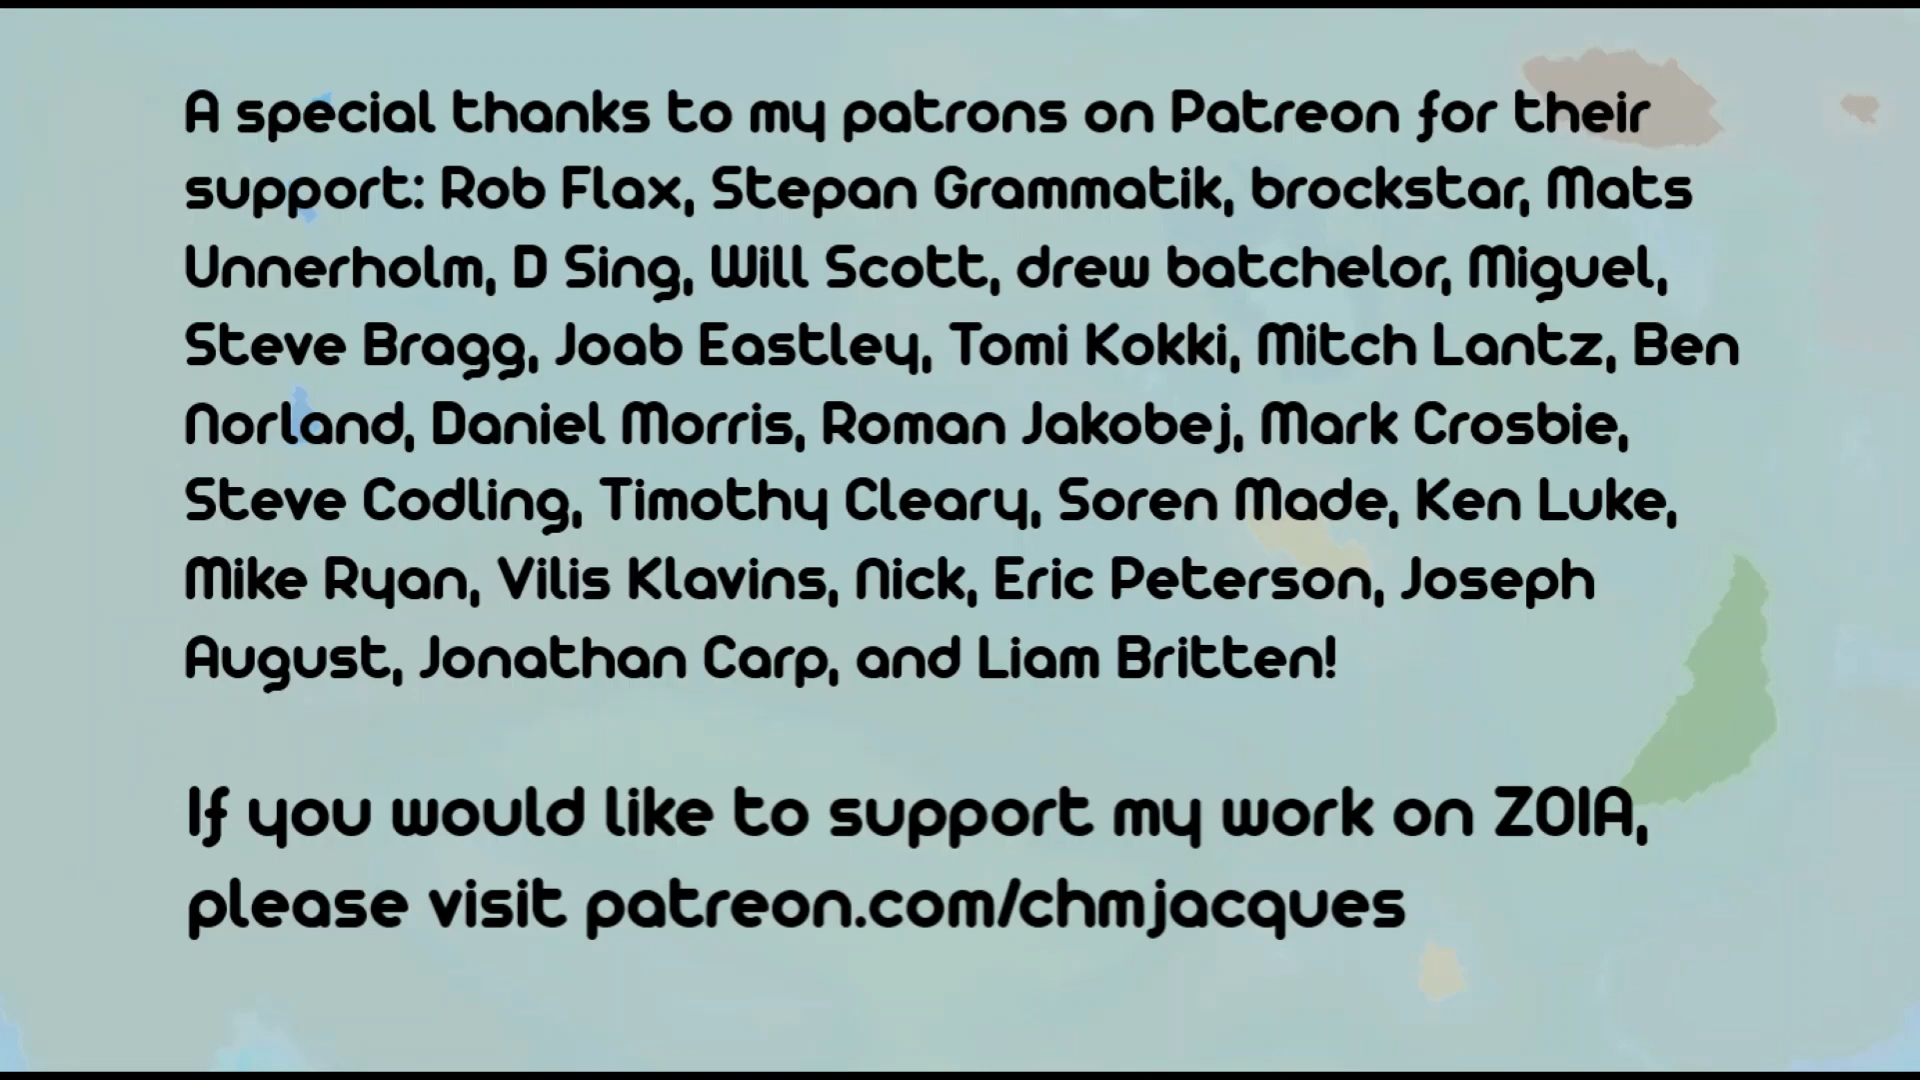 A special thanks to my patrons on Patreon for their
support: Rob Flax, Stepan Grammatik, brockstar, Mats
Unnerholm, D Sing, Will Scott, drew batchelor, Miguel,
Steve Bragg, Joab Eastley, Tomi Kokki, Mitch Lantz, Ben
Norland, Daniel Morris, Roman Jakobej, Mark Crosbie,
Steve Codling, Timothy Cleary, Soren Made, Ken Luke,
Mike Ryan, Vilis Klavins, Nick, Eric Peterson, Joseph
August, Jonathan Carp, and Liam Britten!
If you would like to support my work on ZOIA,
please visit patreon.com/chmjacques